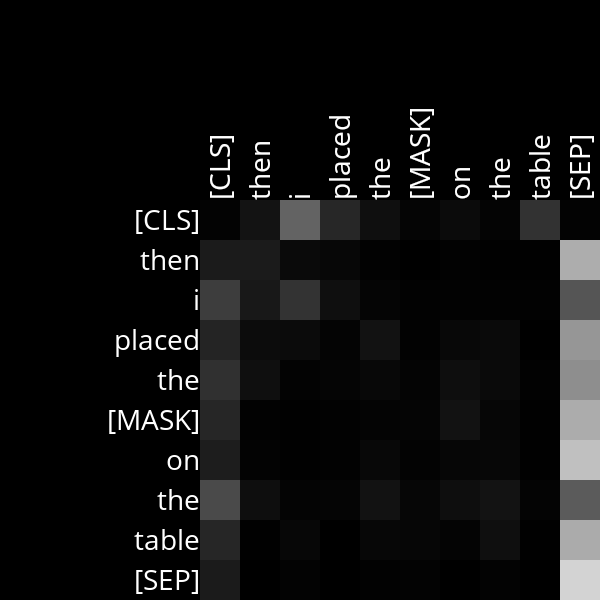 [CLS] then i placed the [MASK] on the table [SEP]
[CLS]
then
i
placed
the
[MASK]
on
the
table
[SEP]